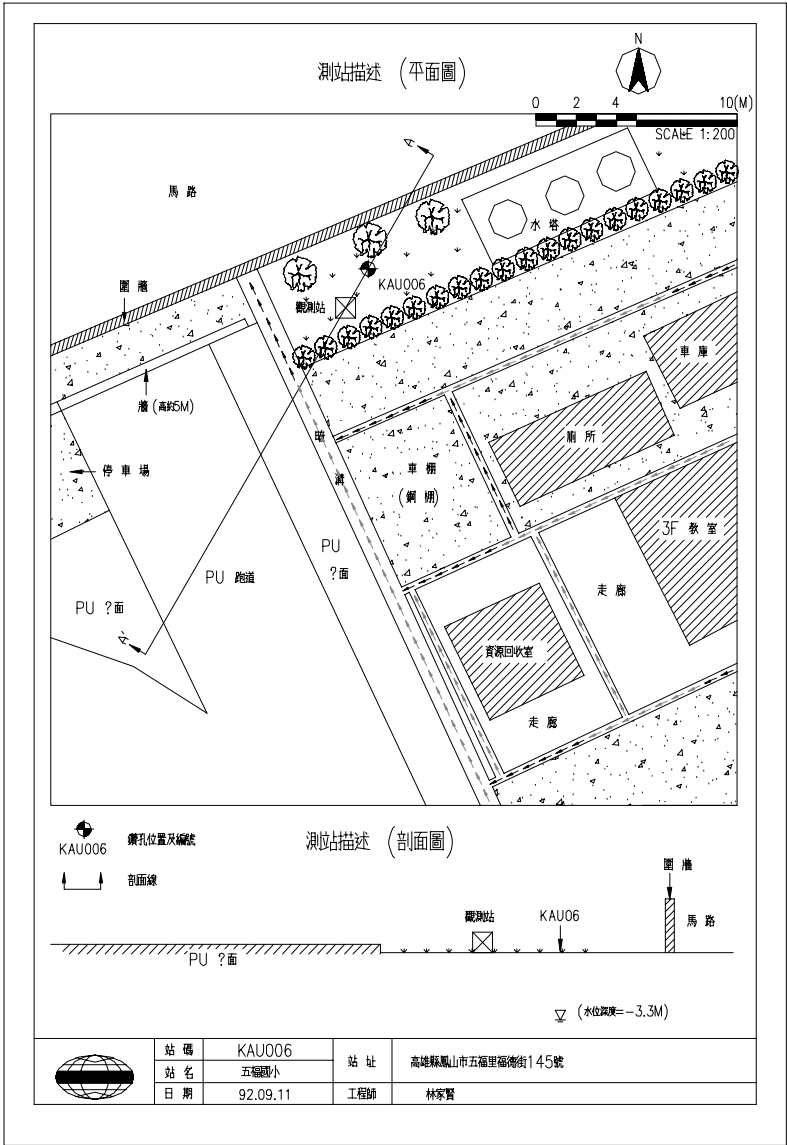 測站描述 (平面圖)
N
0 2 4 10(M)
SCALE 1:200
A
馬路
水塔
KAU006
觀測站
圍牆
牆(高約5M)
暗溝
停車場
車庫
廁所
車棚
(鋼棚)
3F 教室
PU
?面
PU 跑道
PU ?面
走廊
A'
資源回收室
走廊
KAU006
鑽孔位置及編號
測站描述 (剖面圖)
剖面線
圍牆
觀測站
KAU06
馬路
PU ?面
(水位深度=-3.3M)
站碼 KAU006
站址 高雄縣鳳山市五福里福德街145號
站名 五福國小
日期 92.09.11
工程師 林家賢